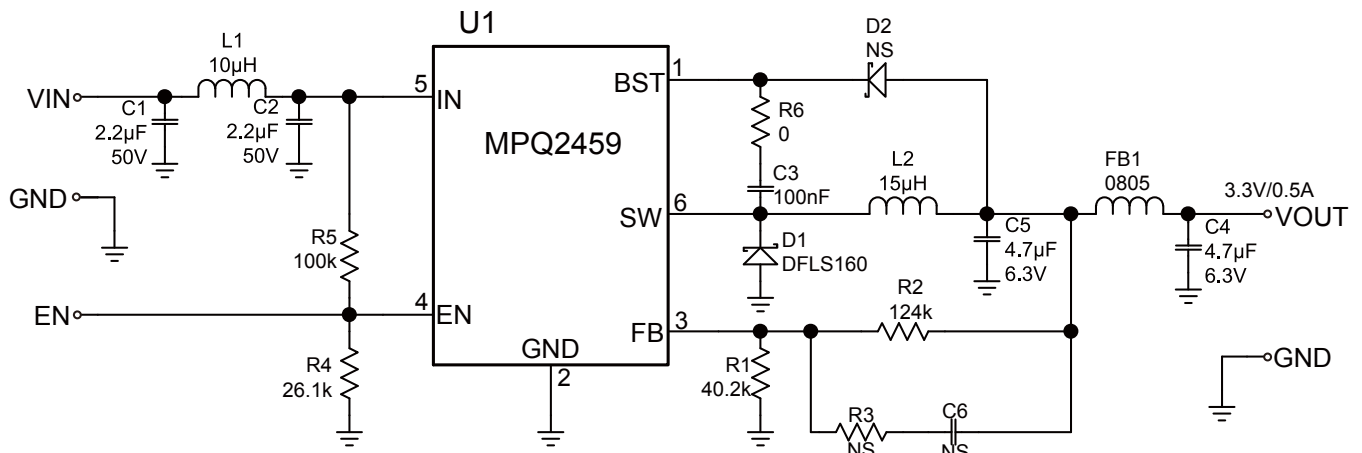 U1
MPQ2459
L1
10µH
VIN
C1
2.2µF
50V
C2
2.2µF
50V
5
IN
GND
R5
100k
EN
4
EN
R4
26.1k
GND
2
BST
1
D2
NS
R6
0
C3
100nF
SW
6
L2
15µH
D1
DFLS160
FB1
0805
3.3V/0.5A
VOUT
C5
4.7µF
6.3V
C4
4.7µF
6.3V
FB
3
R2
124k
R1
40.2k
R3
NS
C6
NS
GND